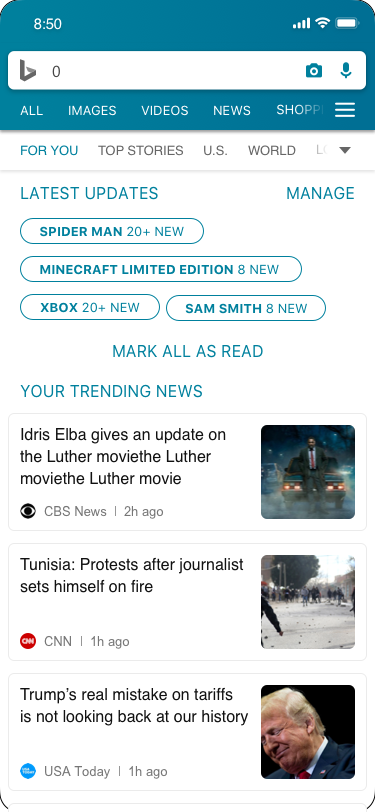 8:50
0
ALL IMAGES VIDEOS NEWS SHOPP
FOR YOU TOP STORIES U.S. WORLD
LATEST UPDATES MANAGE
SPIDER MAN 20+ NEW
MINECRAFT LIMITED EDITION 8 NEW
XBOX 20+ NEW SAM SMITH 8 NEW
MARK ALL AS READ
YOUR TRENDING NEWS
Idris Elba gives an update on
the Luther moviethe Luther
moviethe Luther movie
CBS News | 2h ago
Tunisia: Protests after journalist
sets himself on fire
CNN CNN | 1h ago
Trump’s real mistake on tariffs
is not looking back at our history
USA Today | 1h ago